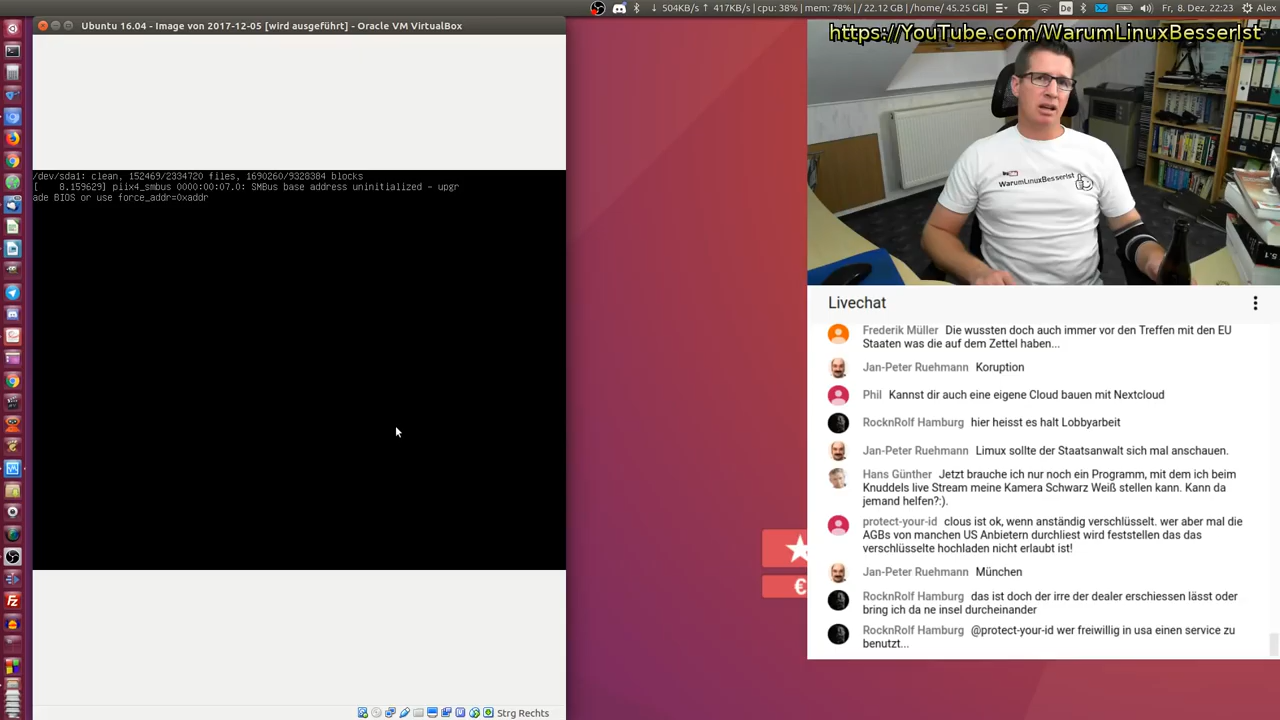 ↓ 504KB/s ↑ 417KB/s | cpu: 38% | mem: 78% | / 22.12 GB | /home/ 45.25 GB
De
Fr, 8. Dez, 22:23
Alex
Ubuntu 16.04 - Image von 2017-12-05 [wird ausgeführt] - Oracle VM VirtualBox
/dev/sda1: clean, 152469/2334720 files, 1690260/9328384 blocks
[    8.159629] piix4_smbus 0000:00:07.0: SMBus base address uninitialized - upgr
ade BIOS or use force_addr=0xaddr
Strg Rechts
https://YouTube.com/WarumLinuxBesserIst
WarumLinuxBesserIst
5.1
Livechat
Frederik Müller Die wussten doch auch immer vor den Treffen mit den EU
Staaten was die auf dem Zettel haben...
Jan-Peter Ruehmann Koruption
Phil Kannst dir auch eine eigene Cloud bauen mit Nextcloud
RocknRolf Hamburg hier heisst es halt Lobbyarbeit
Jan-Peter Ruehmann Limux sollte der Staatsanwalt sich mal anschauen.
Hans Günther Jetzt brauche ich nur noch ein Programm, mit dem ich beim
Knuddels live Stream meine Kamera Schwarz Weiß stellen kann. Kann da
jemand helfen?:).
protect-your-id clous ist ok, wenn anständig verschlüsselt. wer aber mal die
AGBs von manchen US Anbietern durchliest wird feststellen das das
verschlüsselte hochladen nicht erlaubt ist!
Jan-Peter Ruehmann München
RocknRolf Hamburg das ist doch der irre der dealer erschiessen lässt oder
bring ich da ne insel durcheinander
RocknRolf Hamburg @protect-your-id wer freiwillig in usa einen service zu
benutzt...
€